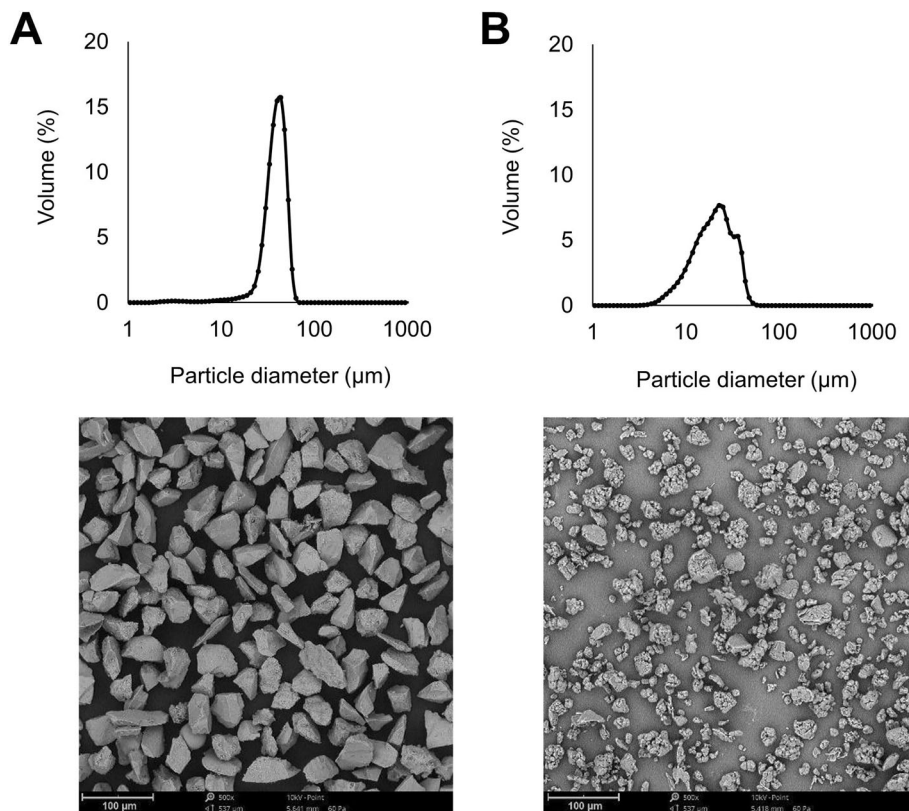 A
B
20
15
10
5
0
Volume (%)
1 10 100 1000
Particle diameter (µm)
20
15
10
5
0
Volume (%)
1 10 100 1000
Particle diameter (µm)
100 µm
500x
537 µm
10kV - Point
5.641 mm 60 Pa
100 µm
500x
537 µm
10kV - Point
5.418 mm 60 Pa